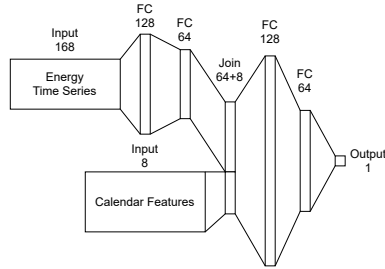 Input
168
Energy
Time Series
FC
128
FC
64
Join
64+8
FC
128
FC
64
Input
8
Calendar Features
Output
1